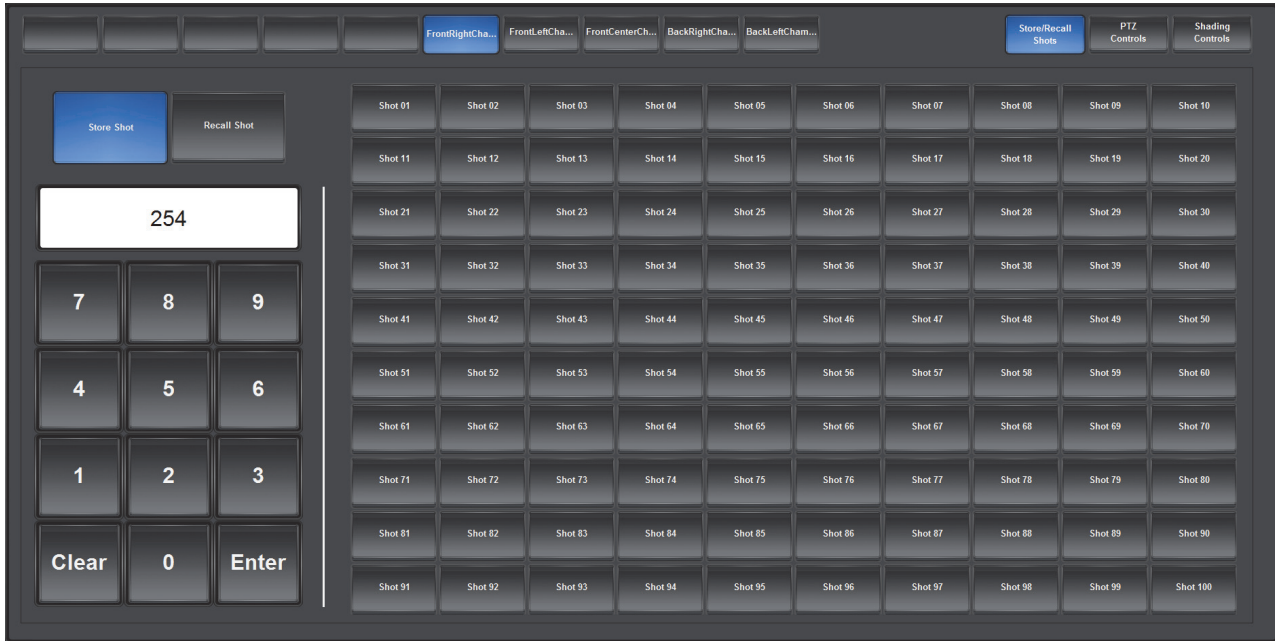 FrontRightCha... FrontLeftCha... FrontCenterCh... BackRightCha... BackLeftCham... Store/Recall Shots PTZ Controls Shading Controls
Store Shot Recall Shot
254
7 8 9
4 5 6
1 2 3
Clear 0 Enter
Shot 01 Shot 02 Shot 03 Shot 04 Shot 05 Shot 06 Shot 07 Shot 08 Shot 09 Shot 10
Shot 11 Shot 12 Shot 13 Shot 14 Shot 15 Shot 16 Shot 17 Shot 18 Shot 19 Shot 20
Shot 21 Shot 22 Shot 23 Shot 24 Shot 25 Shot 26 Shot 27 Shot 28 Shot 29 Shot 30
Shot 31 Shot 32 Shot 33 Shot 34 Shot 35 Shot 36 Shot 37 Shot 38 Shot 39 Shot 40
Shot 41 Shot 42 Shot 43 Shot 44 Shot 45 Shot 46 Shot 47 Shot 48 Shot 49 Shot 50
Shot 51 Shot 52 Shot 53 Shot 54 Shot 55 Shot 56 Shot 57 Shot 58 Shot 59 Shot 60
Shot 61 Shot 62 Shot 63 Shot 64 Shot 65 Shot 66 Shot 67 Shot 68 Shot 69 Shot 70
Shot 71 Shot 72 Shot 73 Shot 74 Shot 75 Shot 76 Shot 77 Shot 78 Shot 79 Shot 80
Shot 81 Shot 82 Shot 83 Shot 84 Shot 85 Shot 86 Shot 87 Shot 88 Shot 89 Shot 90
Shot 91 Shot 92 Shot 93 Shot 94 Shot 95 Shot 96 Shot 97 Shot 98 Shot 99 Shot 100